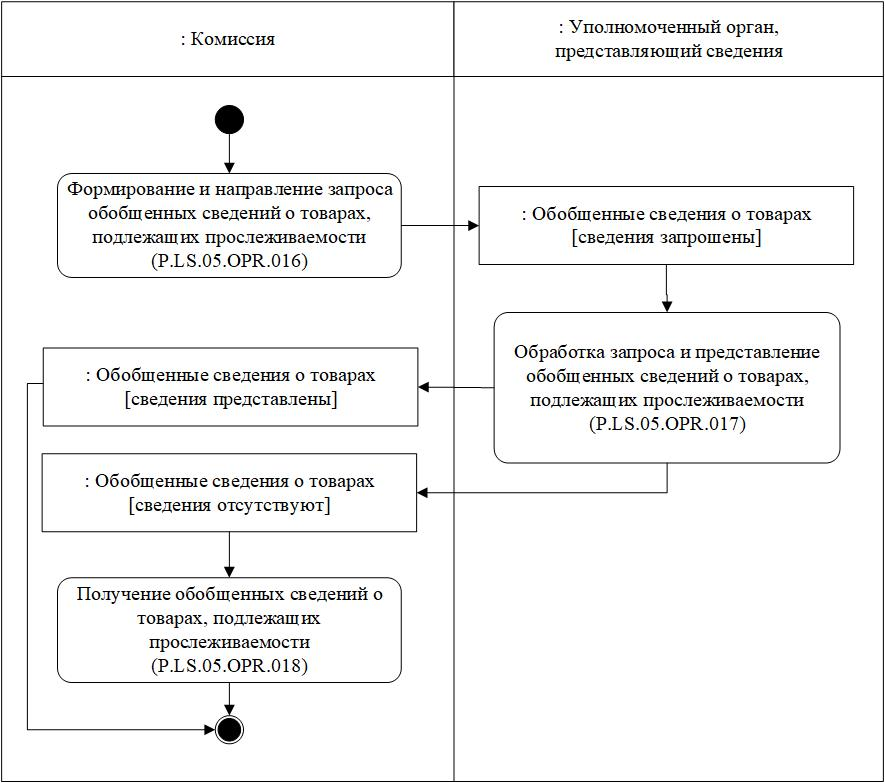 : Комиссия
: Уполномоченный орган,
представляющий сведения
Формирование и направление запроса
обобщенных сведений о товарах,
подлежащих прослеживаемости
(P.LS.05.OPR.016)
: Обобщенные сведения о товарах
[сведения запрошены]
Обработка запроса и представление
обобщенных сведений о товарах,
подлежащих прослеживаемости
(P.LS.05.OPR.017)
: Обобщенные сведения о товарах
[сведения представлены]
: Обобщенные сведения о товарах
[сведения отсутствуют]
Получение обобщенных сведений о
товарах, подлежащих
прослеживаемости
(P.LS.05.OPR.018)